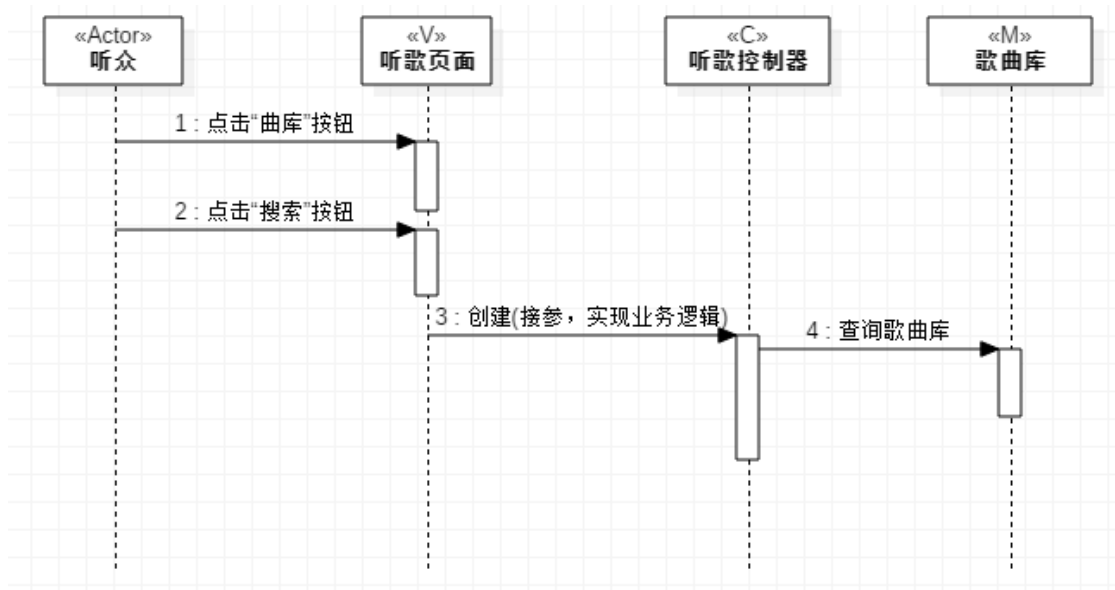 «Actor»
听众
«V»
听歌页面
«C»
听歌控制器
«M»
歌曲库
1 : 点击“曲库”按钮
2 : 点击“搜索”按钮
3 : 创建(接参，实现业务逻辑)
4 : 查询歌曲库